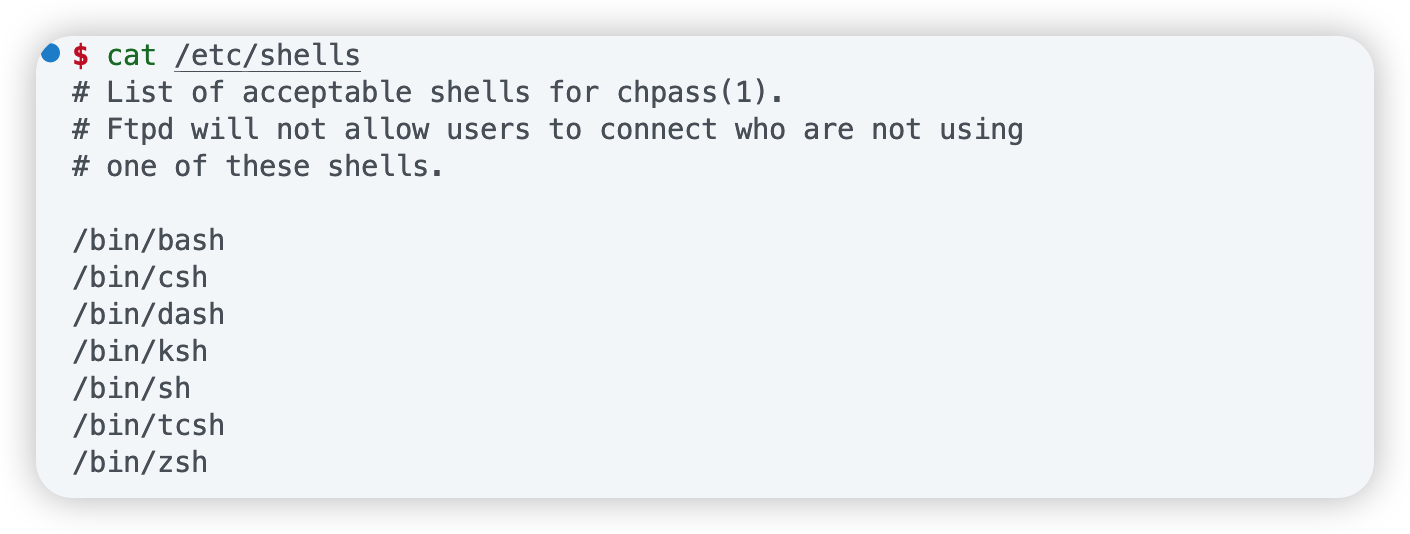 $ cat /etc/shells
# List of acceptable shells for chpass(1).
# Ftpd will not allow users to connect who are not using
# one of these shells.

/bin/bash
/bin/csh
/bin/dash
/bin/ksh
/bin/sh
/bin/tcsh
/bin/zsh